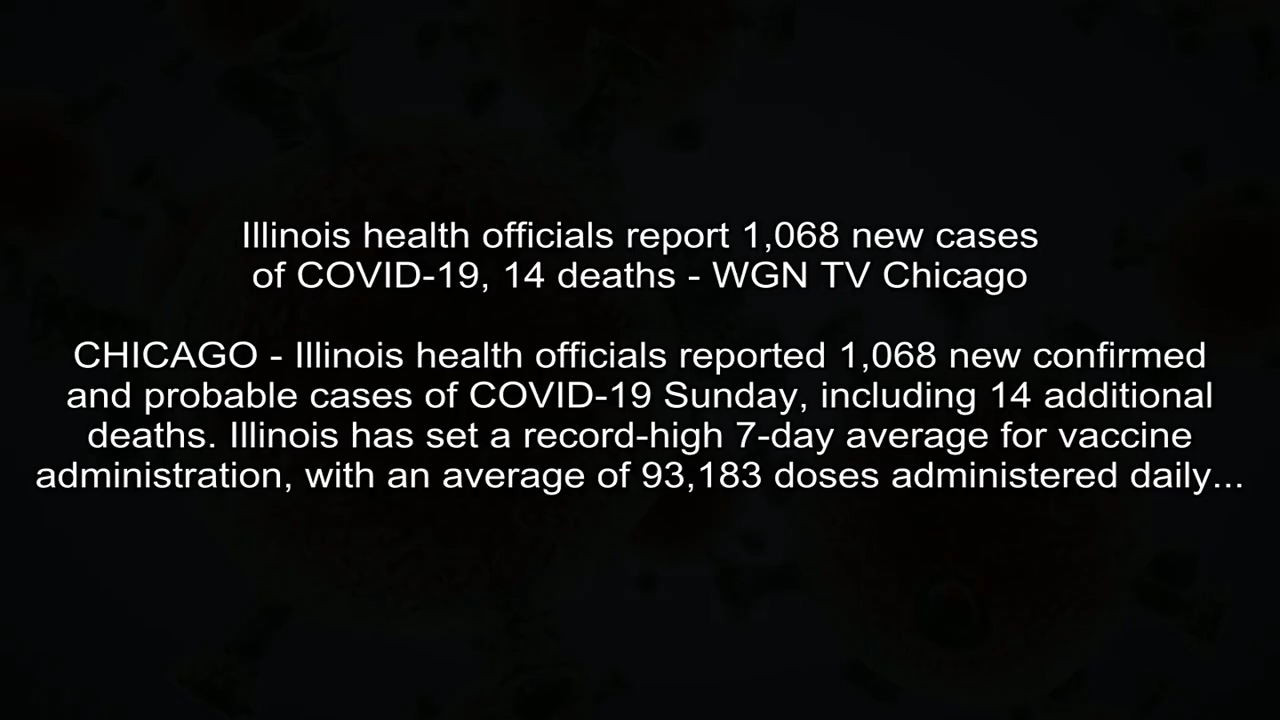 Illinois health officials report 1,068 new cases
of COVID-19, 14 deaths - WGN TV Chicago
CHICAGO - Illinois health officials reported 1,068 new confirmed
and probable cases of COVID-19 Sunday, including 14 additional
deaths. Illinois has set a record-high 7-day average for vaccine
administration, with an average of 93,183 doses administered daily...